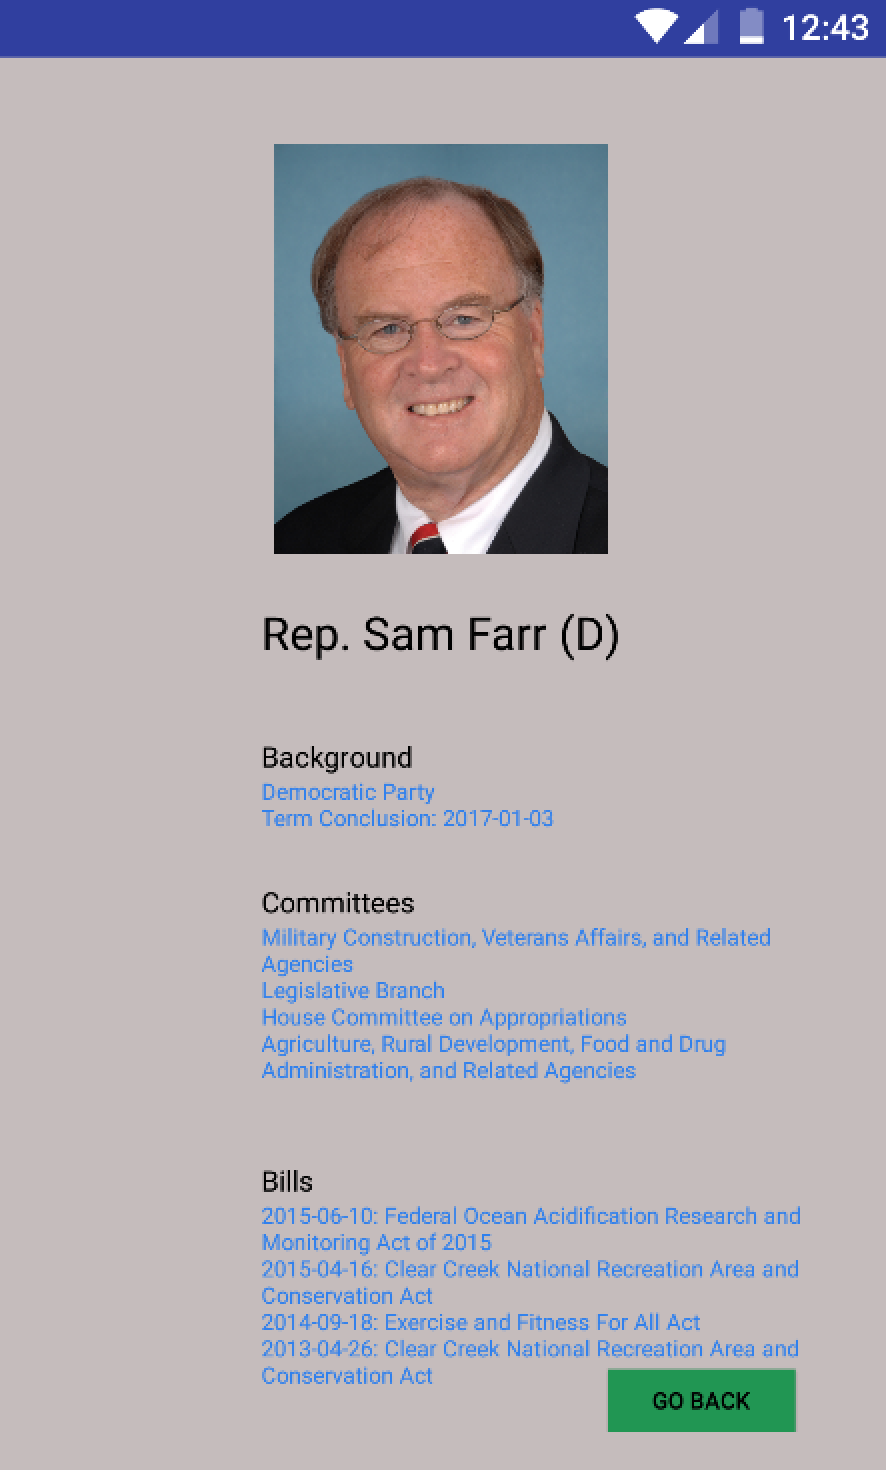 12:43
Rep. Sam Farr (D)
Background
Democratic Party
Term Conclusion: 2017-01-03
Committees
Military Construction, Veterans Affairs, and Related
Agencies
Legislative Branch
House Committee on Appropriations
Agriculture, Rural Development, Food and Drug
Administration, and Related Agencies
Bills
2015-06-10: Federal Ocean Acidification Research and
Monitoring Act of 2015
2015-04-16: Clear Creek National Recreation Area and
Conservation Act
2014-09-18: Exercise and Fitness For All Act
2013-04-26: Clear Creek National Recreation Area and
Conservation Act
GO BACK